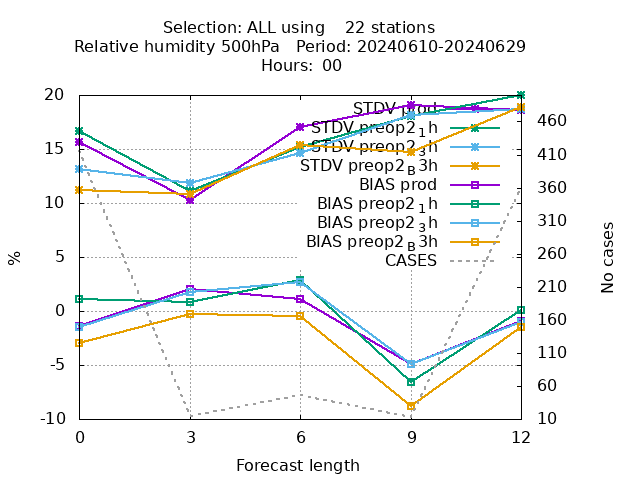 Selection: ALL using 22 stations
Relative humidity 500hPa Period: 20240610-20240629
Hours: 00
20
15
10
5
0
-5
-10
%
STDV prod
STDV preop2_1h
STDV preop2_3h
STDV preop2_B3h
BIAS prod
BIAS preop2_1h
BIAS preop2_3h
BIAS preop2_B3h
CASES
460
410
360
310
260
210
160
110
60
10
No cases
0 3 6 9 12
Forecast length